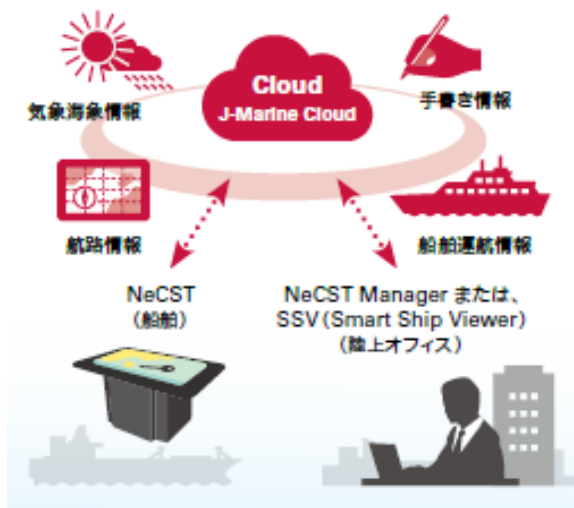 Cloud
J-Marine Cloud
気象海象情報
手書き情報
航路情報
船舶運航情報
NeCST
（船舶）
NeCST Manager または、
SSV（Smart Ship Viewer）
（陸上オフィス）